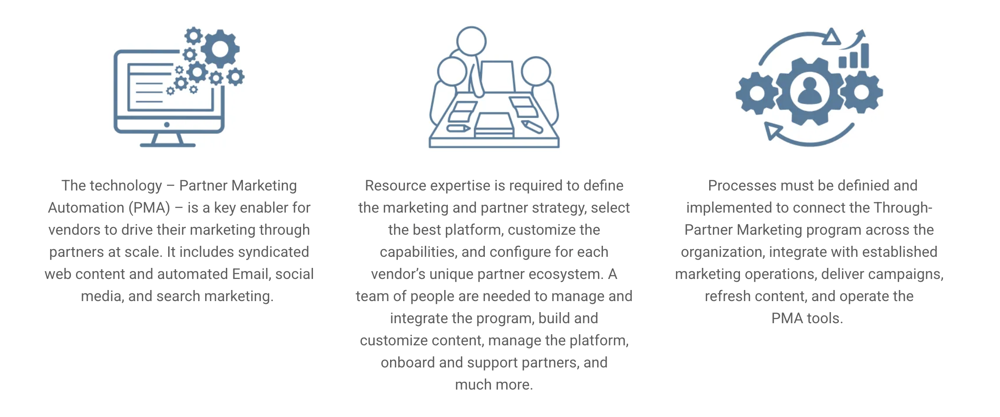 The technology – Partner Marketing
Automation (PMA) – is a key enabler for
vendors to drive their marketing through
partners at scale. It includes syndicated
web content and automated Email, social
media, and search marketing.
Resource expertise is required to define
the marketing and partner strategy, select
the best platform, customize the
capabilities, and configure for each
vendor’s unique partner ecosystem. A
team of people are needed to manage and
integrate the program, build and
customize content, manage the platform,
onboard and support partners, and
much more.
Processes must be definied and
implemented to connect the Through-
Partner Marketing program across the
organization, integrate with established
marketing operations, deliver campaigns,
refresh content, and operate the
PMA tools.